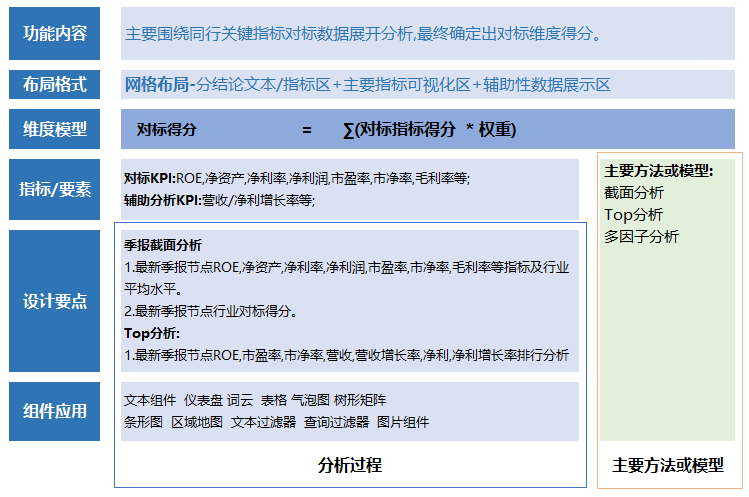 功能内容
主要围绕同行关键指标对标数据展开分析,最终确定出对标维度得分。
布局格式
网格布局-分结论文本/指标区+主要指标可视化区+辅助性数据展示区
维度模型
对标得分 = ∑(对标指标得分 * 权重)
指标/要素
对标KPI:ROE,净资产,净利率,净利润,市盈率,市净率,毛利率等;
辅助分析KPI:营收/净利增长率等;
设计要点
季报截面分析
1.最新季报节点ROE,净资产,净利率,净利润,市盈率,市净率,毛利率等指标及行业
平均水平。
2.最新季报节点行业对标得分。
Top分析:
1.最新季报节点ROE,市盈率,市净率,营收,营收增长率,净利,净利增长率排行分析
组件应用
文本组件 仪表盘 词云 表格 气泡图 树形矩阵
条形图 区域地图 文本过滤器 查询过滤器 图片组件
分析过程
主要方法或模型:
截面分析
Top分析
多因子分析
主要方法或模型